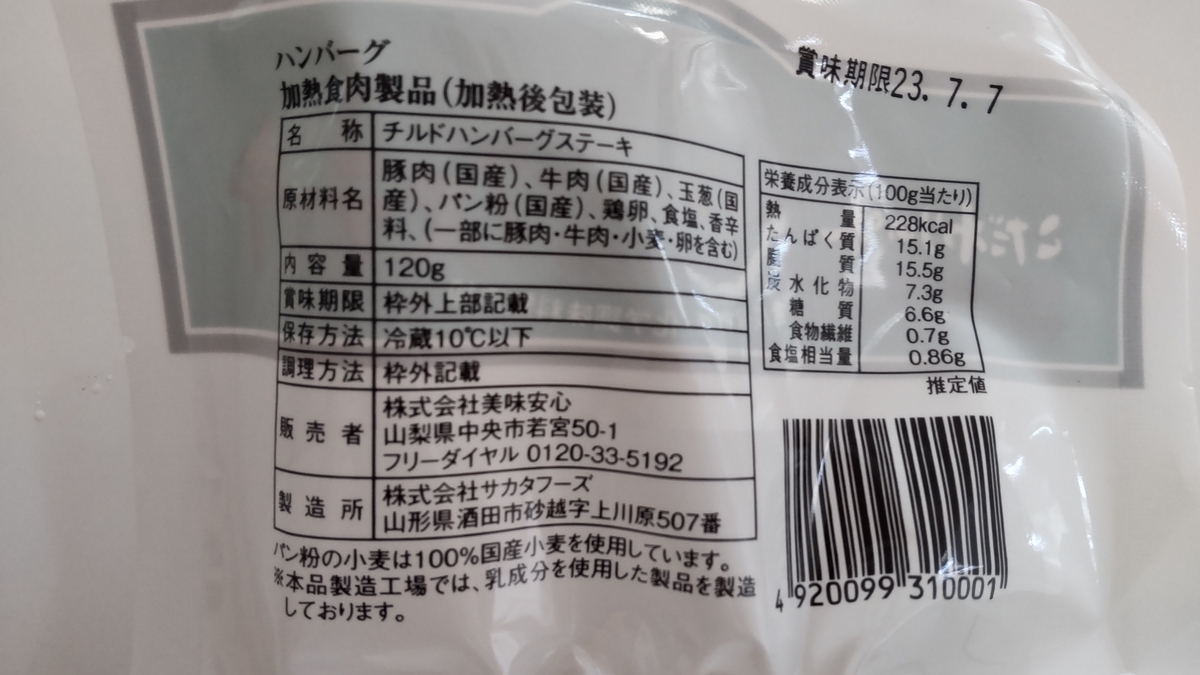 ハンバーグ
加熱食肉製品(加熱後包装)
名称 チルドハンバーグステーキ
原材料名 豚肉(国産)、牛肉(国産)、玉葱(国
産)、パン粉(国産)、鶏卵、食塩、香辛
料、(一部に豚肉・牛肉・小麦・卵を含む)
内容量 120g
賞味期限 枠外上部記載
保存方法 冷蔵10℃以下
調理方法 枠外記載
販売者 株式会社美味安心
山梨県中央市若宮50-1
フリーダイヤル 0120-33-5192
製造所 株式会社サカタフーズ
山形県酒田市砂越字上川原507番
パン粉の小麦は100%国産小麦を使用しています。
※本品製造工場では、乳成分を使用した製品を製造
しております。
賞味期限23.7.7
栄養成分表示(100g当たり)
熱量 228kcal
たんぱく質 15.1g
脂質 15.5g
炭水化物 7.3g
糖質 6.6g
食物繊維 0.7g
食塩相当量 0.86g
推定値
4920099310001